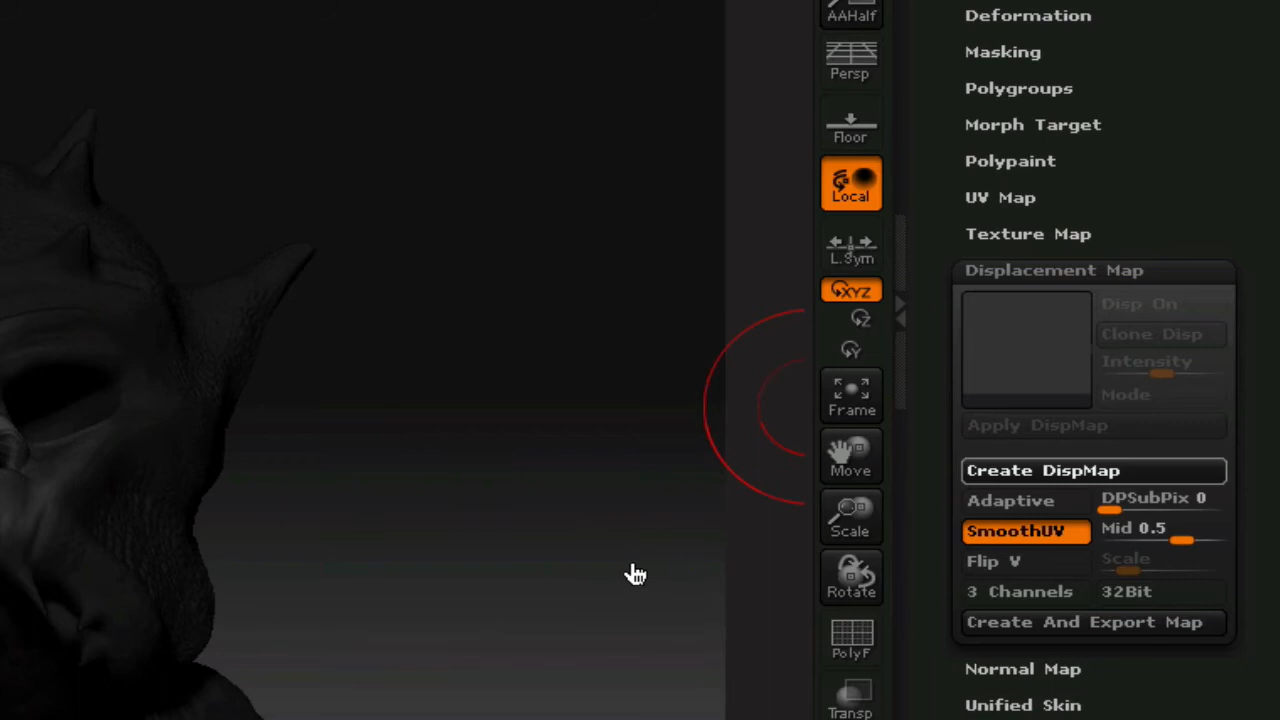 AAHalf
Persp
Floor
Local
L.Sym
XYZ
Z
Y
Frame
Move
Scale
Rotate
PolyF
Transp
Deformation
Masking
Polygroups
Morph Target
Polypaint
UV Map
Texture Map
Displacement Map
Disp On
Clone Disp
Intensity
Mode
Apply DispMap
Create DispMap
Adaptive
DPSubPix 0
SmoothUV
Mid 0.5
Flip V
Scale
3 Channels
32Bit
Create And Export Map
Normal Map
Unified Skin